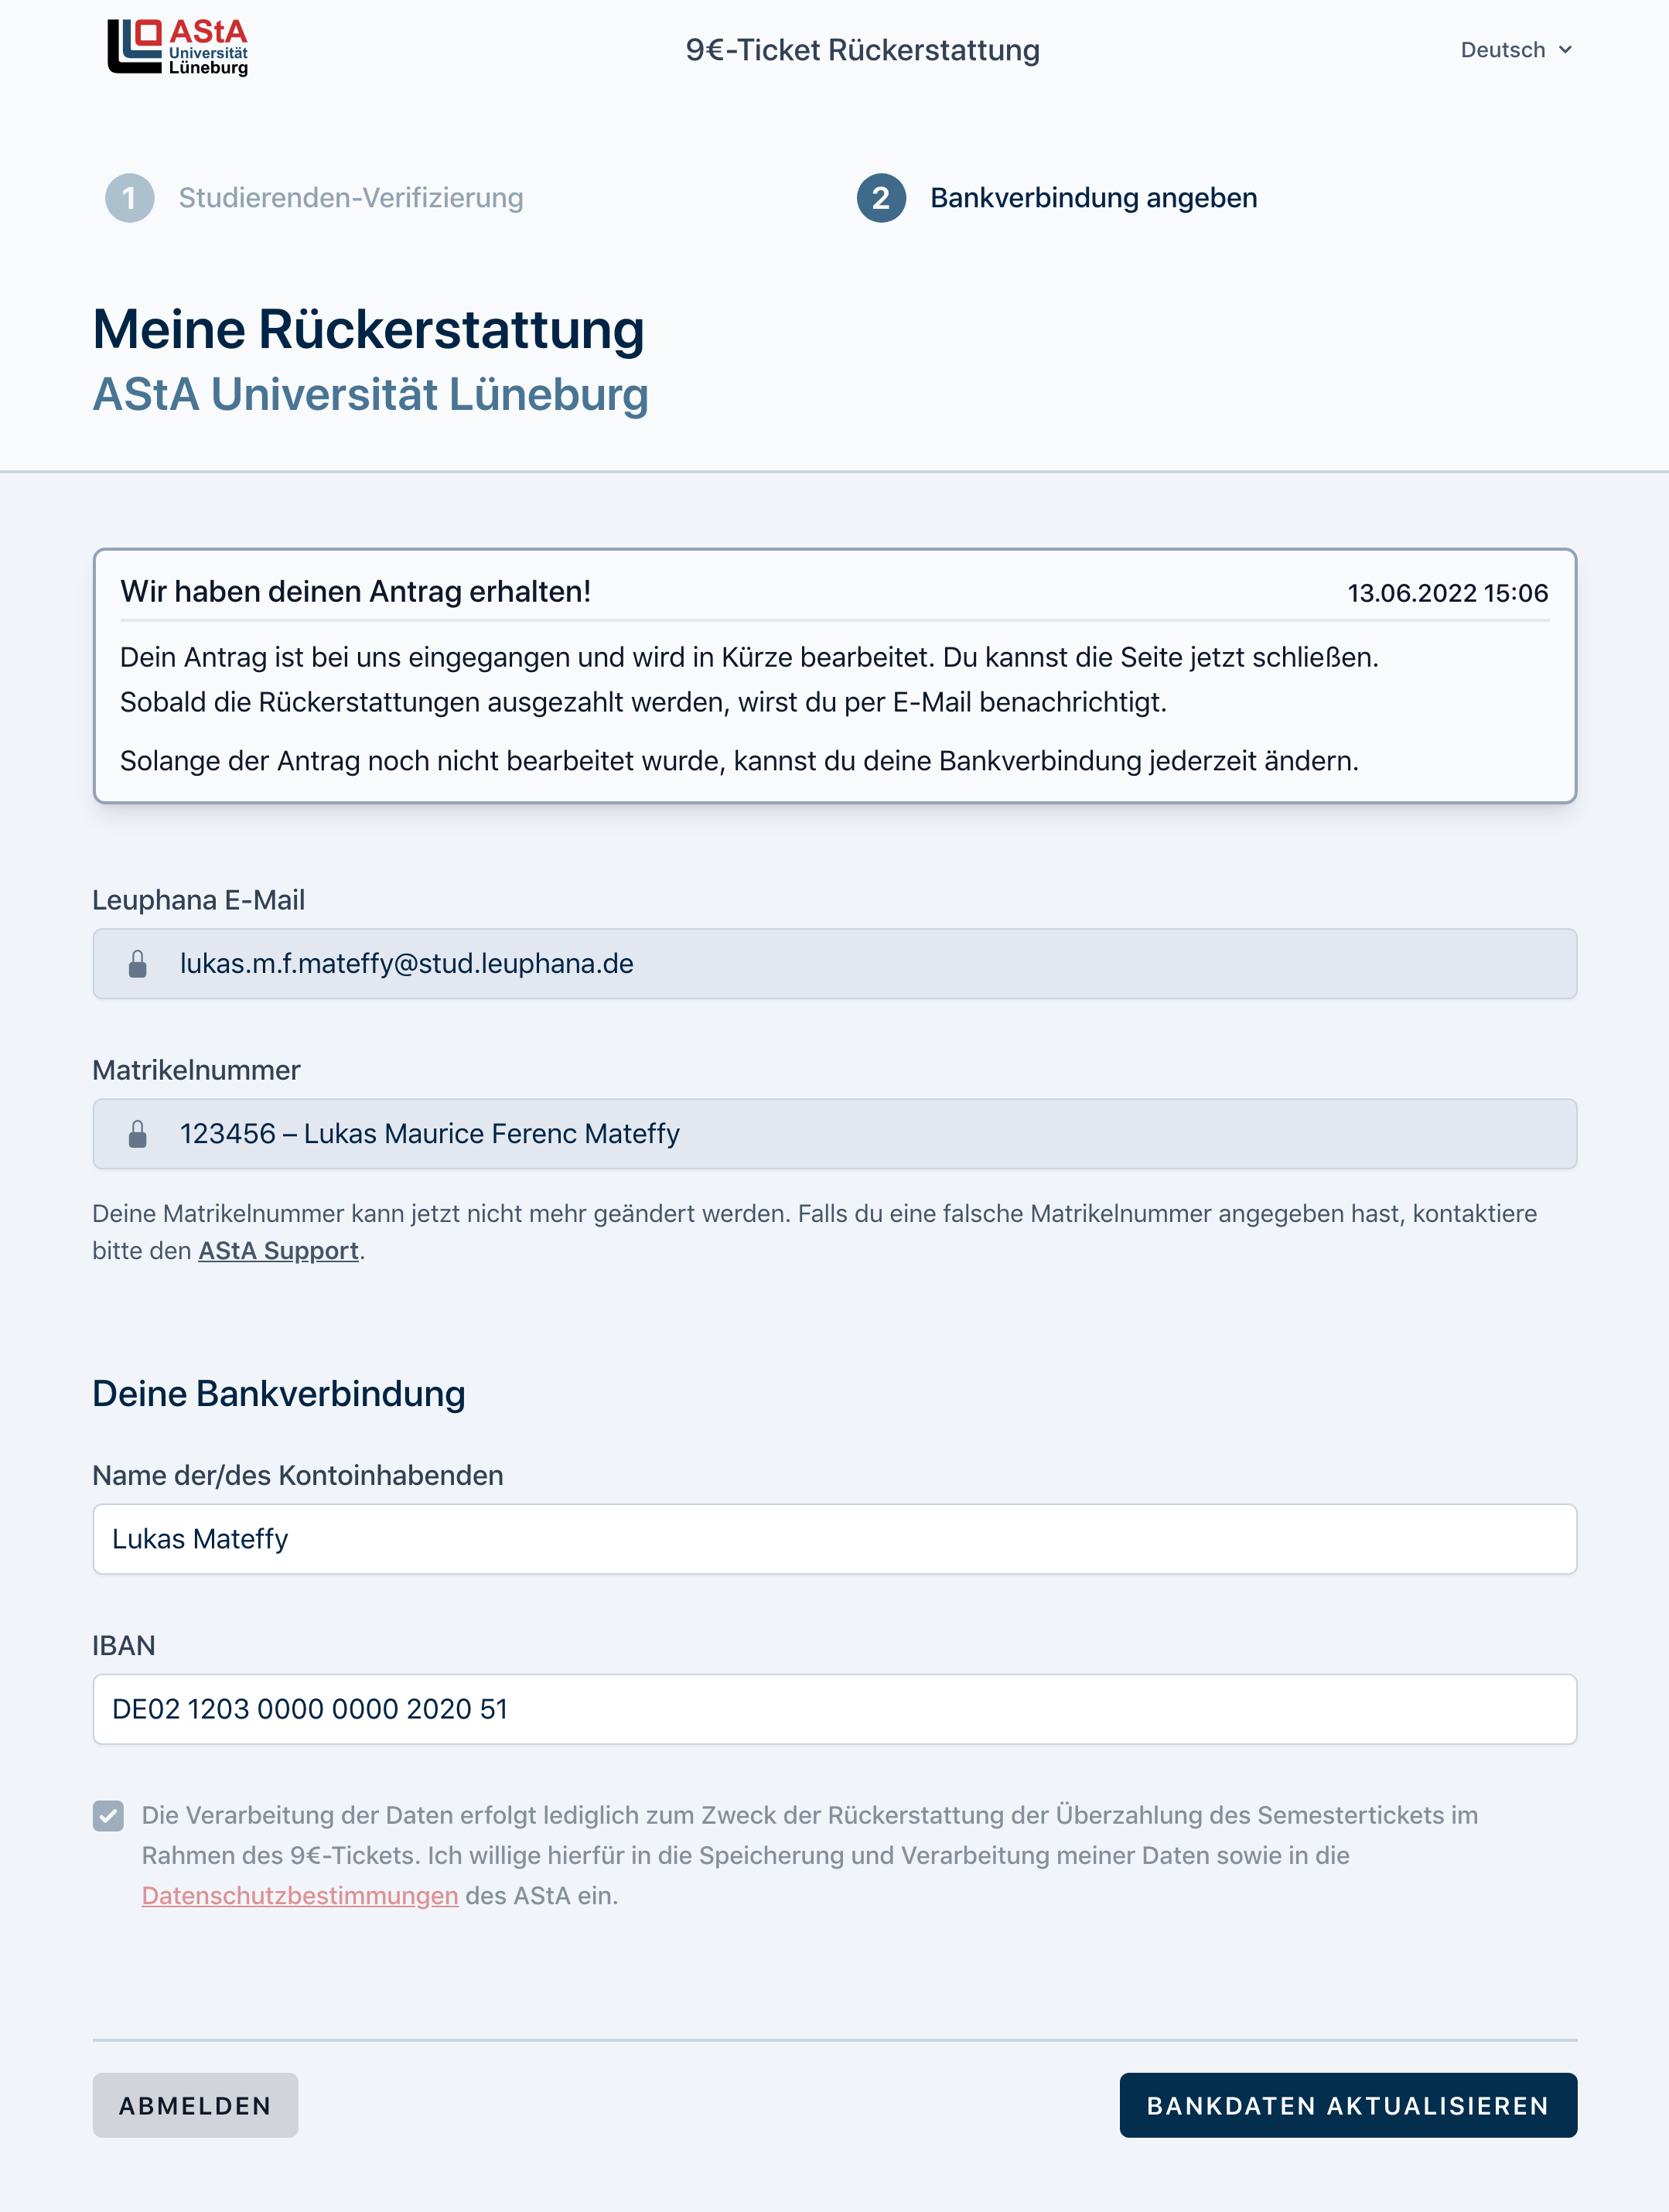 AStA
Universität
Lüneburg
9€-Ticket Rückerstattung
Deutsch
1 Studierenden-Verifizierung
2 Bankverbindung angeben
Meine Rückerstattung
AStA Universität Lüneburg
Wir haben deinen Antrag erhalten!
13.06.2022 15:06
Dein Antrag ist bei uns eingegangen und wird in Kürze bearbeitet. Du kannst die Seite jetzt schließen.
Sobald die Rückerstattungen ausgezahlt werden, wirst du per E-Mail benachrichtigt.
Solange der Antrag noch nicht bearbeitet wurde, kannst du deine Bankverbindung jederzeit ändern.
Leuphana E-Mail
lukas.m.f.mateffy@stud.leuphana.de
Matrikelnummer
123456 – Lukas Maurice Ferenc Mateffy
Deine Matrikelnummer kann jetzt nicht mehr geändert werden. Falls du eine falsche Matrikelnummer angegeben hast, kontaktiere
bitte den AStA Support.
Deine Bankverbindung
Name der/des Kontoinhabenden
Lukas Mateffy
IBAN
DE02 1203 0000 0000 2020 51
Die Verarbeitung der Daten erfolgt lediglich zum Zweck der Rückerstattung der Überzahlung des Semestertickets im
Rahmen des 9€-Tickets. Ich willige hierfür in die Speicherung und Verarbeitung meiner Daten sowie in die
Datenschutzbestimmungen des AStA ein.
ABMELDEN
BANKDATEN AKTUALISIEREN